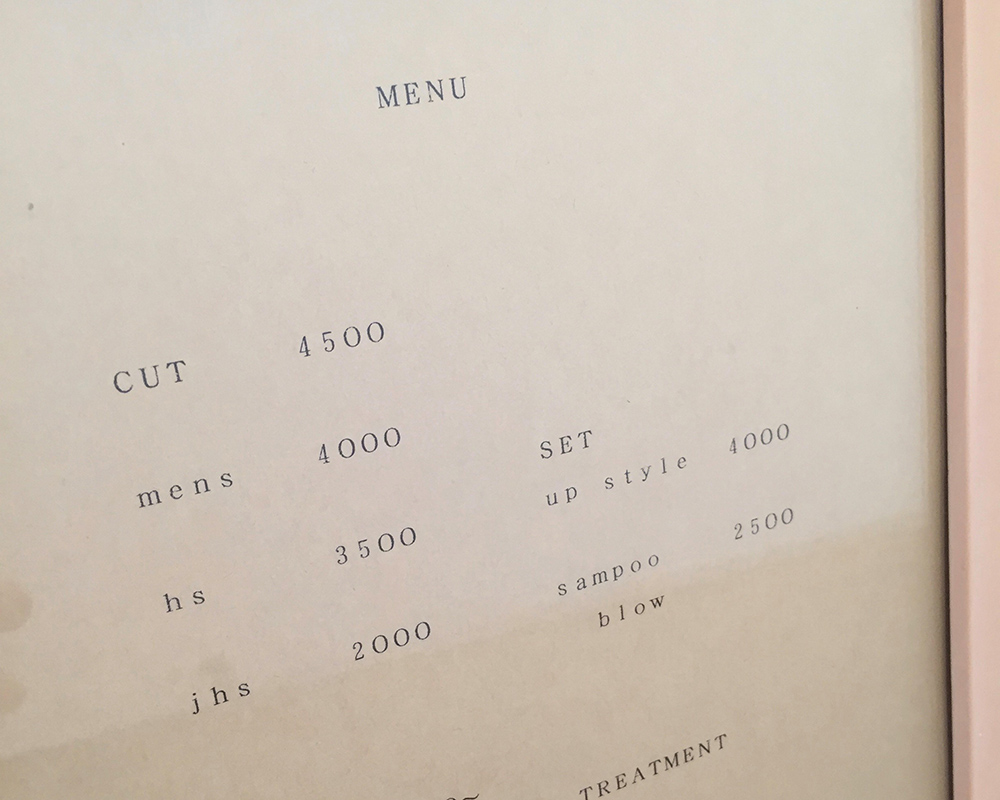 MENU
CUT 4500
mens 4000
hs 3500
jhs 2000
SET
up style 4000
sampoo 2500
blow
TREATMENT